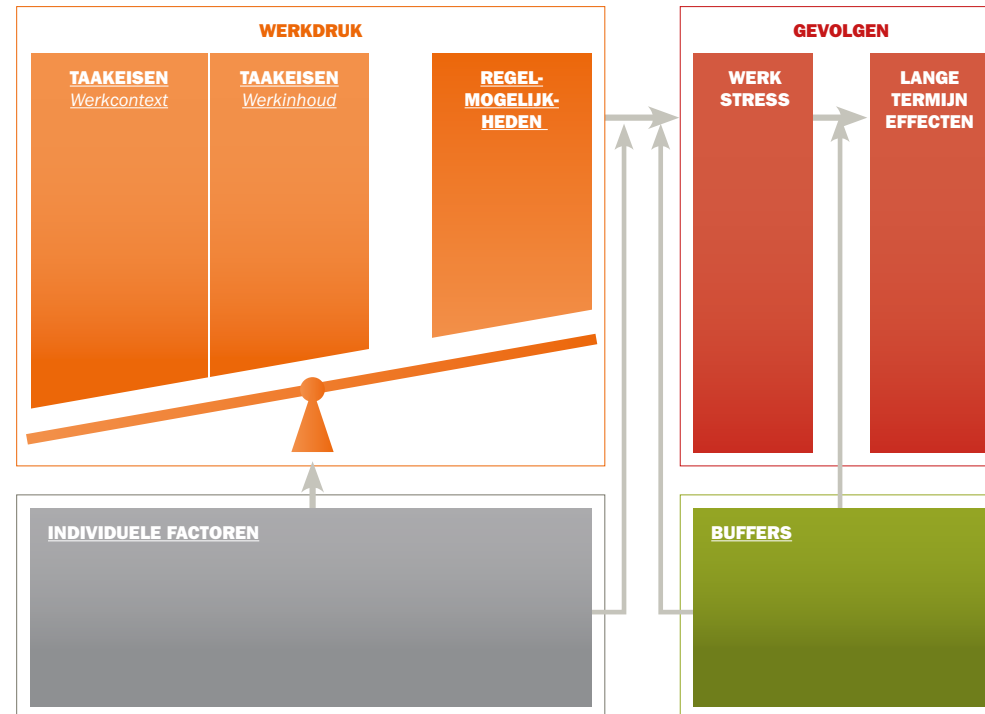 WERKDRUK
TAAKEISEN
Werkcontext
TAAKEISEN
Werkinhoud
REGEL-
MOGELIJK-
HEDEN
GEVOLGEN
WERK
STRESS
LANGE
TERMIJN
EFFECTEN
INDIVIDUELE FACTOREN
BUFFERS